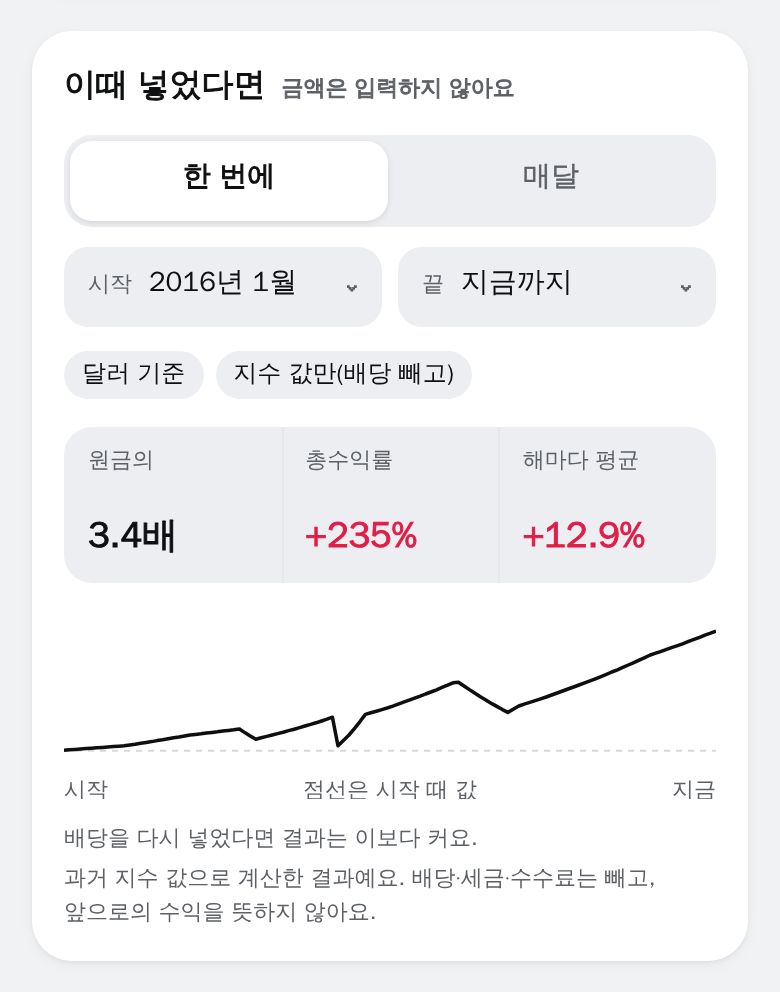 이때 넣었다면 금액은 입력하지 않아요
한 번에 매달
시작 2016년 1월 끝 지금까지
달러 기준 지수 값만(배당 빼고)
원금의 총수익률 해마다 평균
3.4배 +235% +12.9%
시작 점선은 시작 때 값 지금
배당을 다시 넣었다면 결과는 이보다 커요.
과거 지수 값으로 계산한 결과예요. 배당·세금·수수료는 빼고,
앞으로의 수익을 뜻하지 않아요.